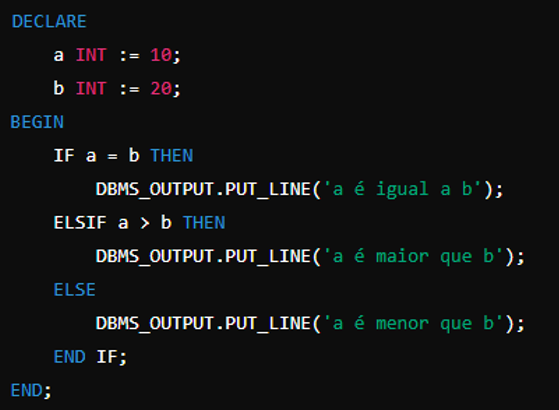 DECLARE
    a INT := 10;
    b INT := 20;
BEGIN
    IF a = b THEN
        DBMS_OUTPUT.PUT_LINE('a é igual a b');
    ELSIF a > b THEN
        DBMS_OUTPUT.PUT_LINE('a é maior que b');
    ELSE
        DBMS_OUTPUT.PUT_LINE('a é menor que b');
    END IF;
END;